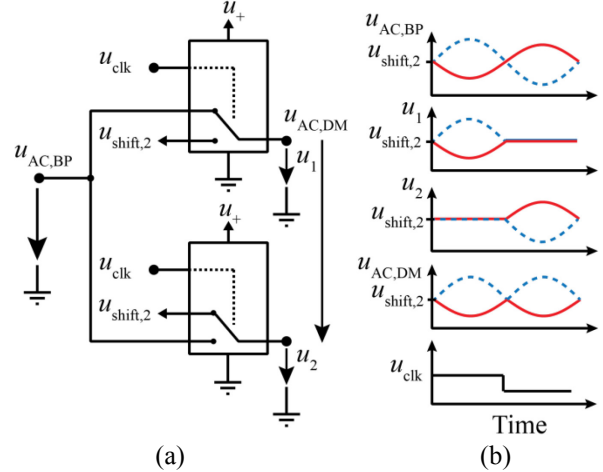 u+
uclk
uAC,DM
ushift,2
u1
uAC,BP
u+
uclk
ushift,2
u2
(a)
uAC,BP
ushift,2
u1
ushift,2
u2
ushift,2
uAC,DM
ushift,2
uclk
Time
(b)